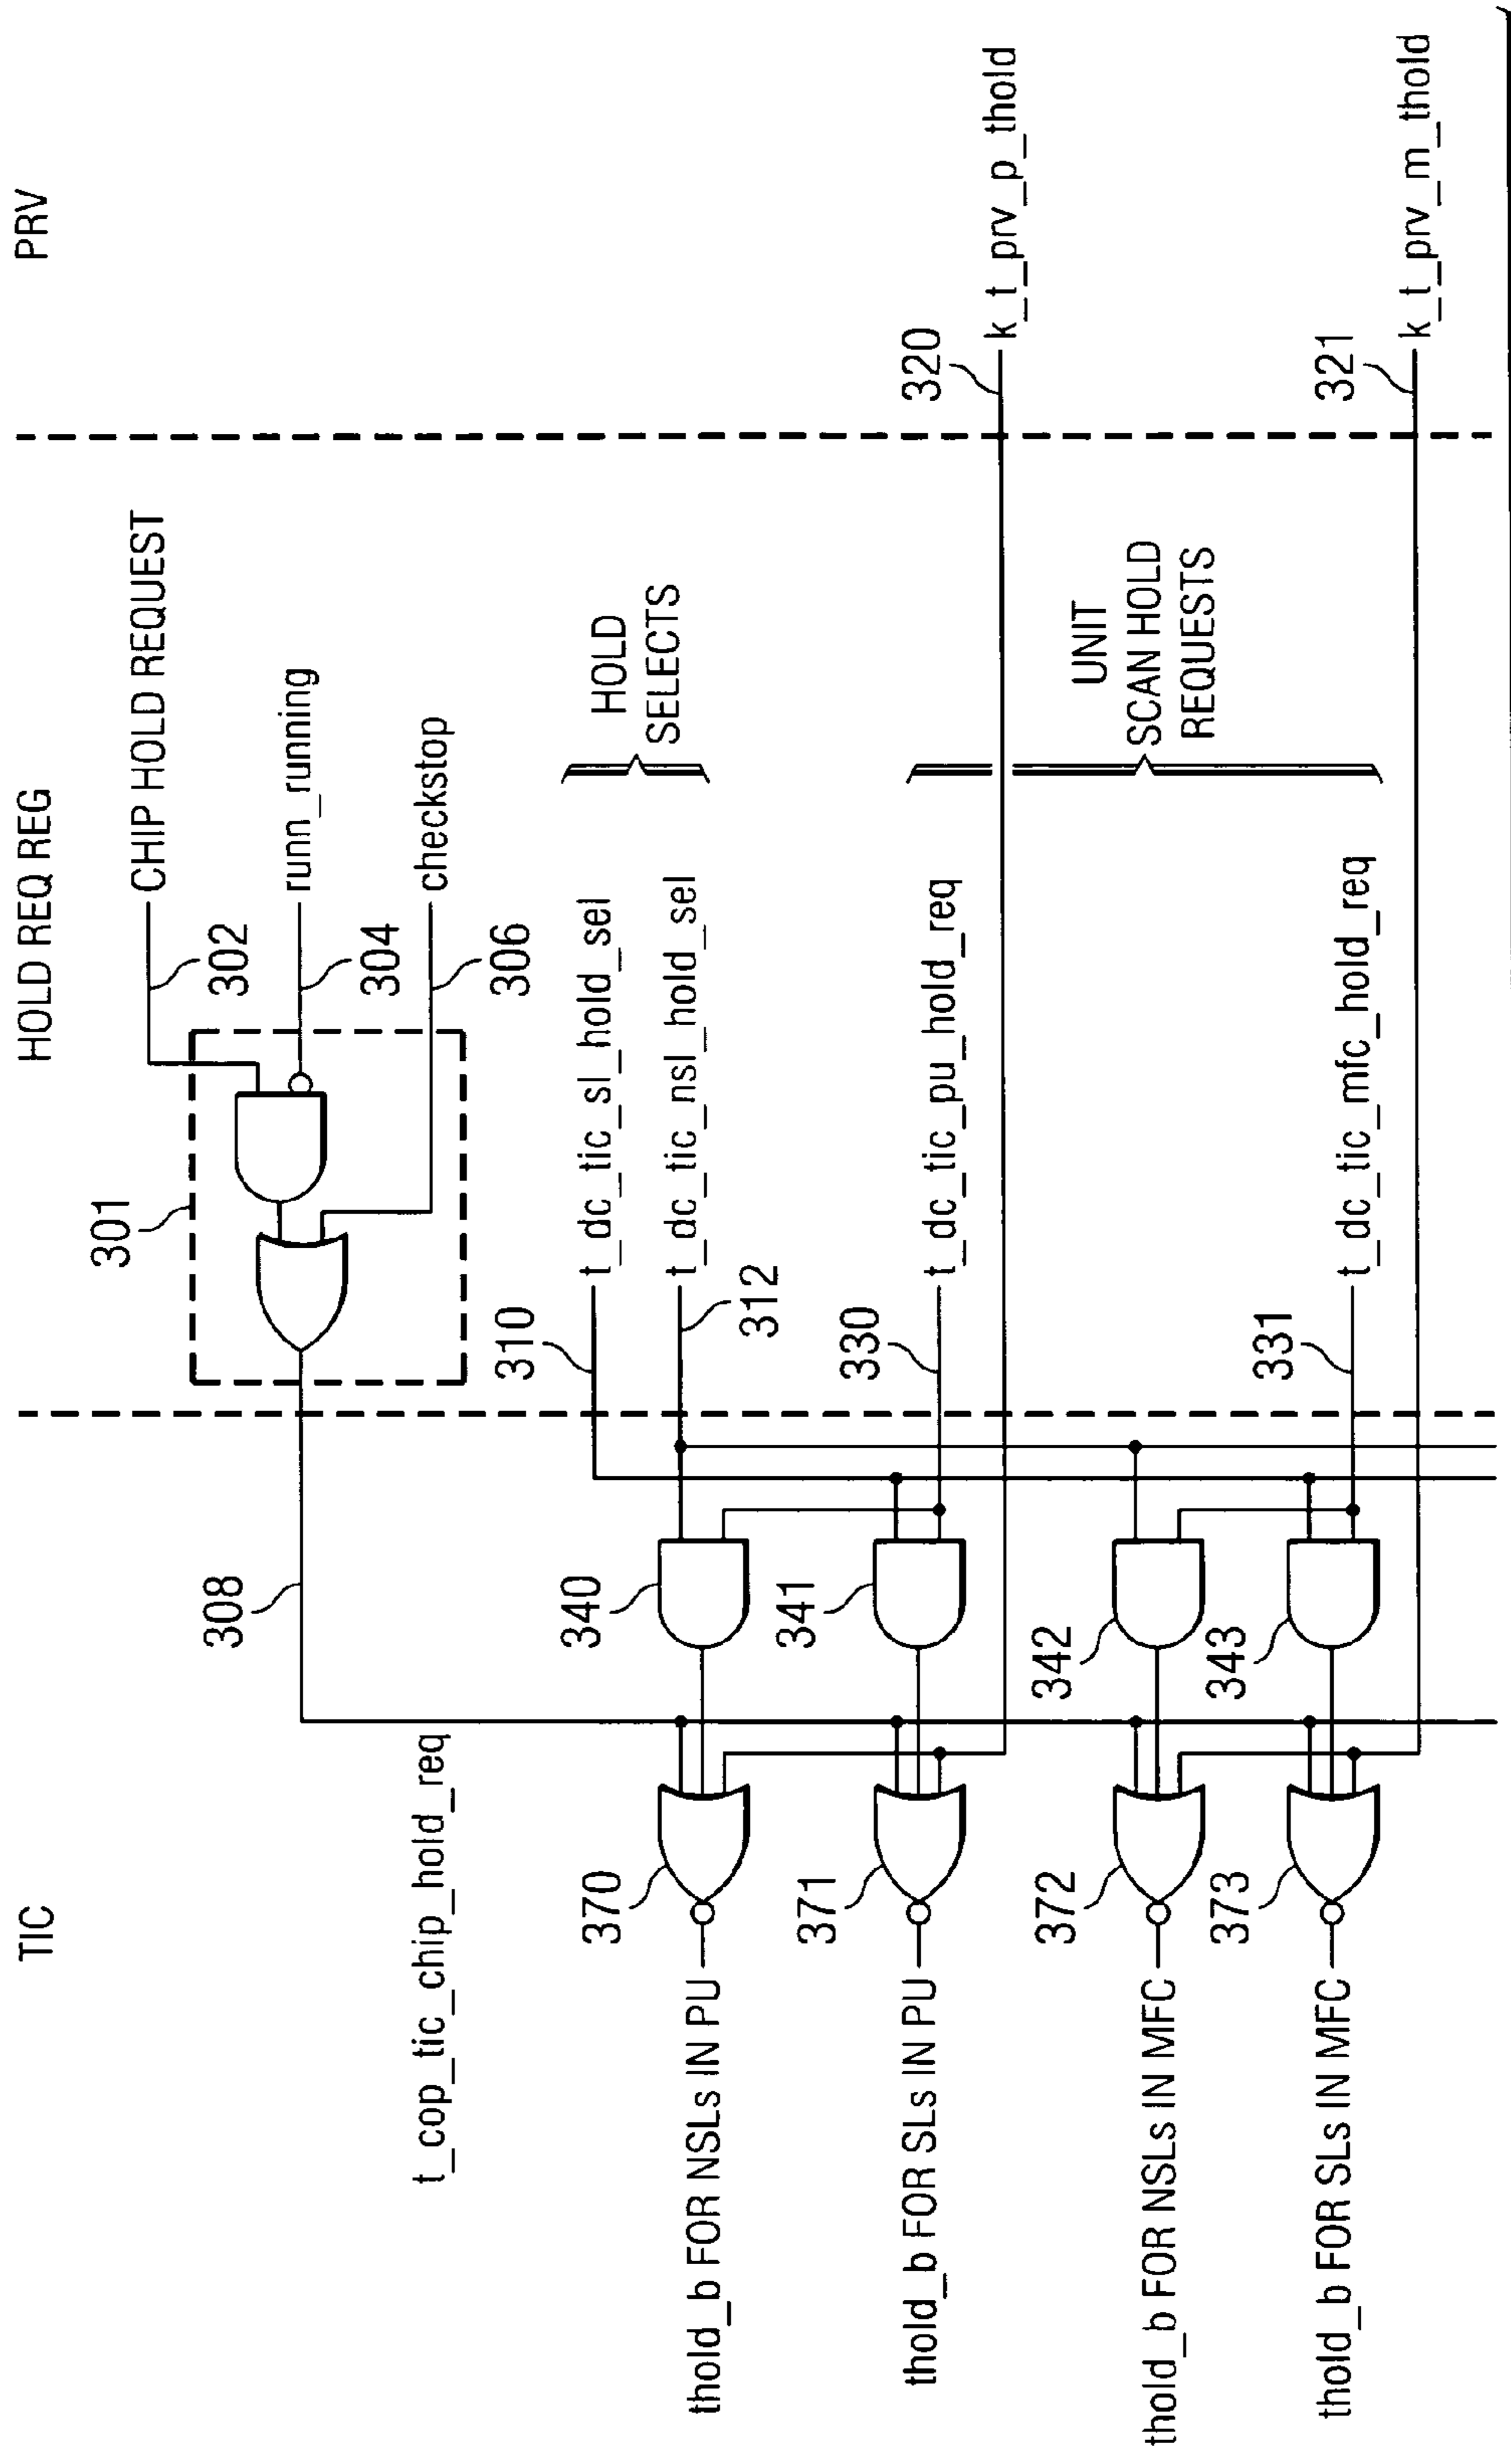 TIC
HOLD REQ REG
PRV
CHIP HOLD REQUEST
302
301
runn_running
304
308
checkstop
306
t_cop_tic_chip_hold_req
310
t_dc_tic_sl_hold_sel
HOLD
SELECTS
t_dc_tic_nsl_hold_sel
312
340
370
thold_b FOR NSLs IN PU
341
330
t_dc_tic_pu_hold_req
371
thold_b FOR SLs IN PU
320
k_t_prv_p_thold
UNIT
SCAN HOLD
REQUESTS
342
372
thold_b FOR NSLs IN MFC
343
331
t_dc_tic_mfc_hold_req
373
thold_b FOR SLs IN MFC
321
k_t_prv_m_thold